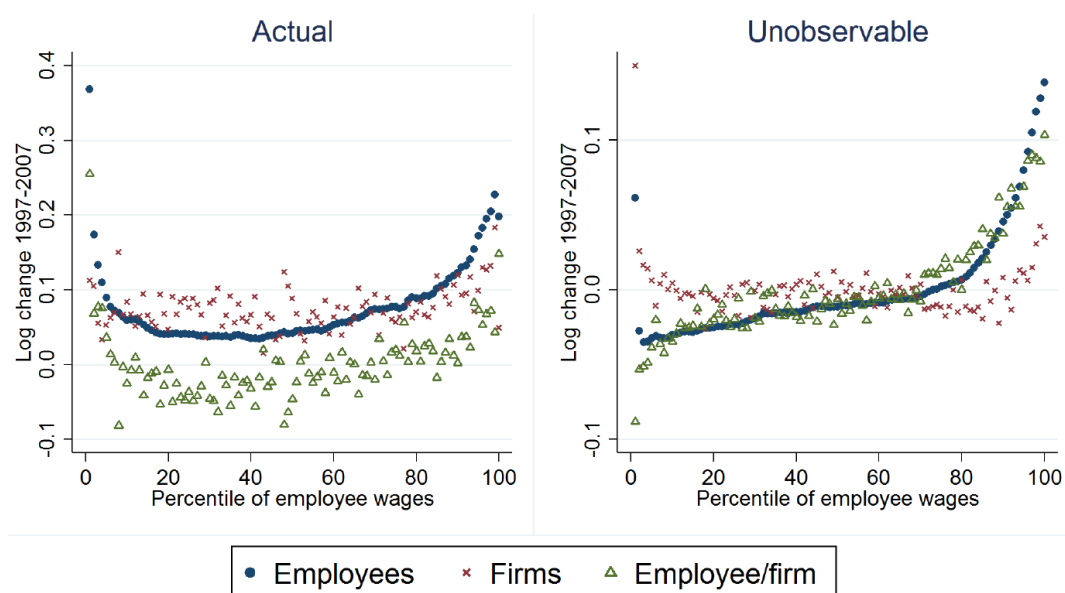 Actual
Unobservable
Log change 1997-2007
0.4
0.3
0.2
0.1
0.0
-0.1
0 20 40 60 80 100
Percentile of employee wages
Log change 1997-2007
0.1
0.0
-0.1
0 20 40 60 80 100
Percentile of employee wages
Employees Firms Employee/firm